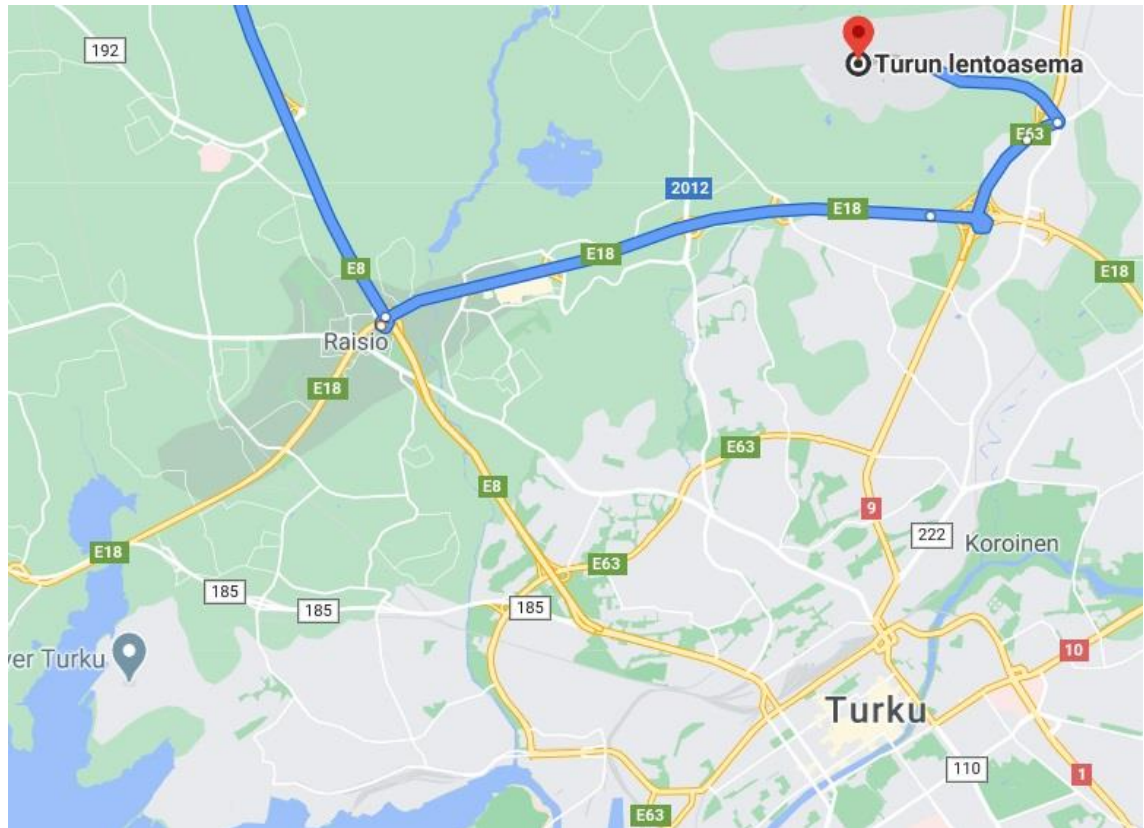 192
Turun lentoasema
E63
2012
E18
E18
E18
E8
Raisio
E18
E63
E8
9
222
Koroinen
E18
E63
185
185
185
yer Turku
10
Turku
110
1
E63